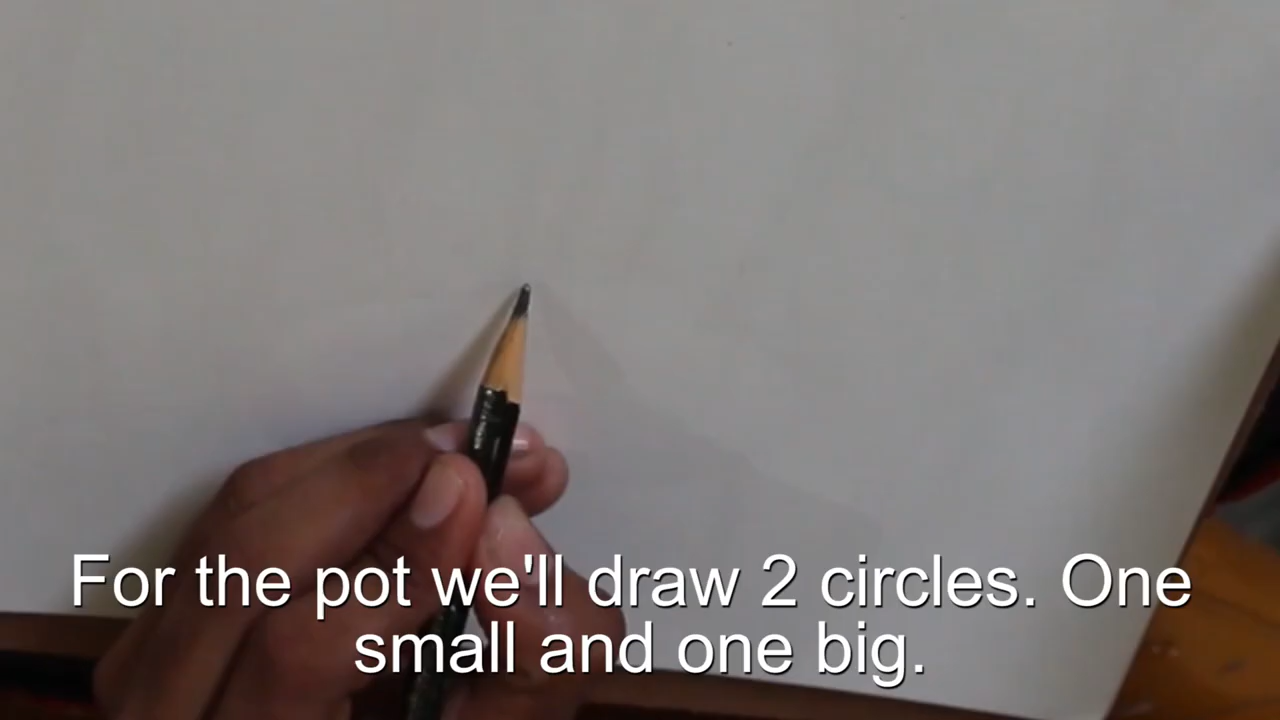 For the pot we'll draw 2 circles. One
small and one big.